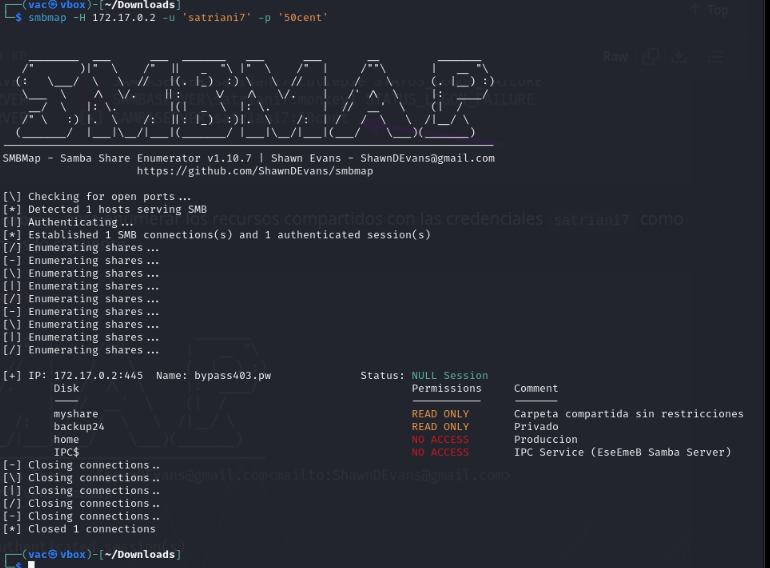 (vac㉿vbox)-[~/Downloads]
$ smbmap -H 172.17.0.2 -u 'satriani7' -p '50cent'
SMBMap - Samba Share Enumerator v1.10.7 | Shawn Evans - ShawnDEvans@gmail.com
https://github.com/ShawnDEvans/smbmap
[\] Checking for open ports...
[*] Detected 1 hosts serving SMB
[|] Authenticating...
[*] Established 1 SMB connections(s) and 1 authenticated session(s)
[/] Enumerating shares...
[-] Enumerating shares...
[\] Enumerating shares...
[|] Enumerating shares...
[/] Enumerating shares...
[-] Enumerating shares...
[\] Enumerating shares...
[|] Enumerating shares...
[/] Enumerating shares...
[+] IP: 172.17.0.2:445 Name: bypass403.pw Status: NULL Session
Disk Permissions Comment
---- ----------- -------
myshare READ ONLY Carpeta compartida sin restricciones
backup24 READ ONLY Privado
home NO ACCESS Produccion
IPC$ NO ACCESS IPC Service (EseEmeB Samba Server)
[-] Closing connections..
[\] Closing connections..
[|] Closing connections..
[/] Closing connections..
[-] Closing connections..
[*] Closed 1 connections
(vac㉿vbox)-[~/Downloads]
$